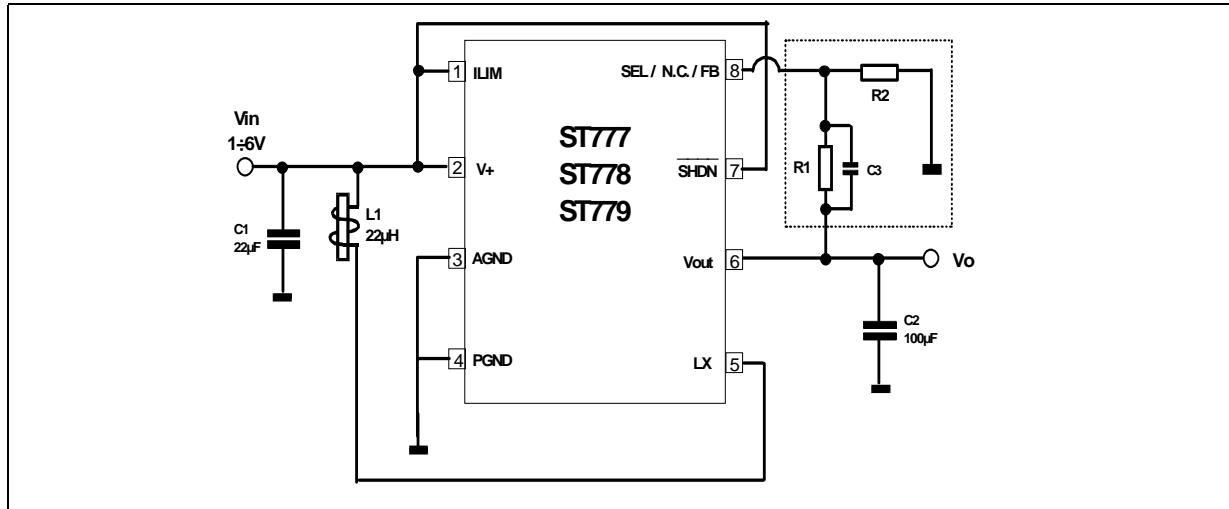 1
ILIM
SEL / N.C. / FB
8
R2
Vin
1÷6V
ST777
ST778
ST779
2
V+
SHDN
7
R1
C3
C1
22µF
L1
22µH
3
AGND
Vout
6
Vo
C2
100µF
4
PGND
LX
5